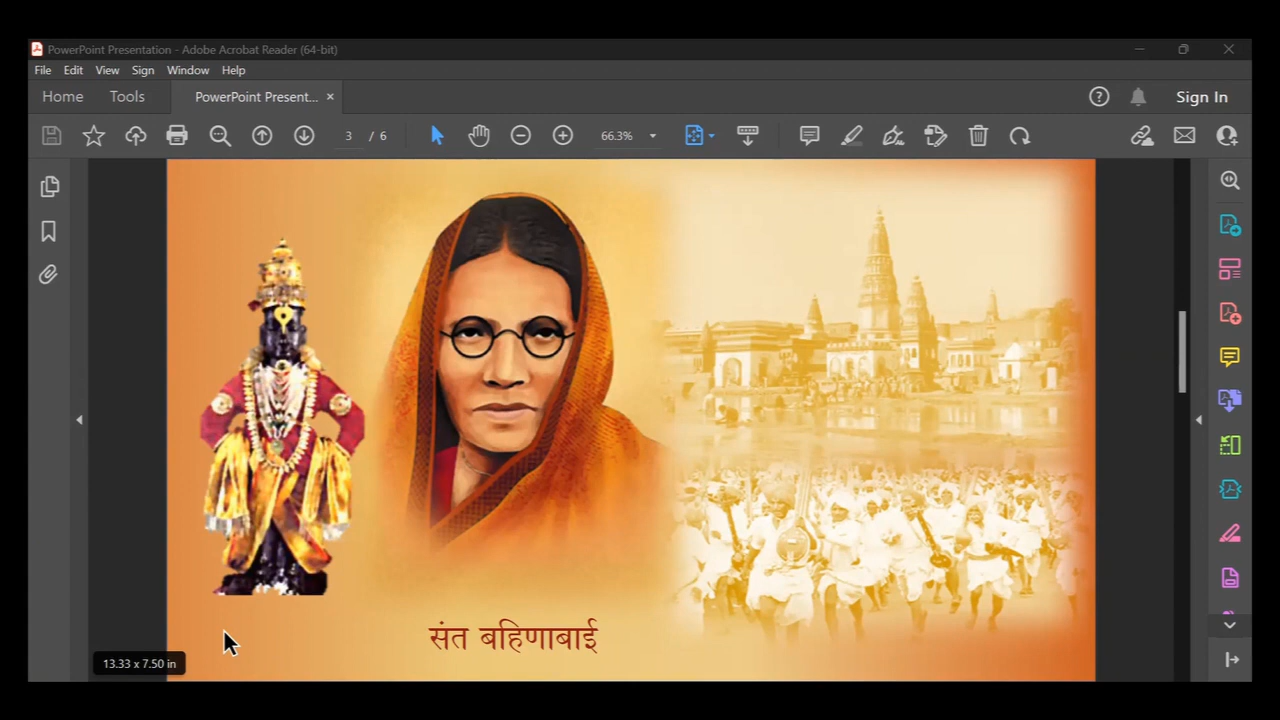 PowerPoint Presentation - Adobe Acrobat Reader (64-bit)
File Edit View Sign Window Help
Home Tools PowerPoint Present... × Sign In
3 / 6 66.3%
संत बहिणाबाई
13.33 x 7.50 in